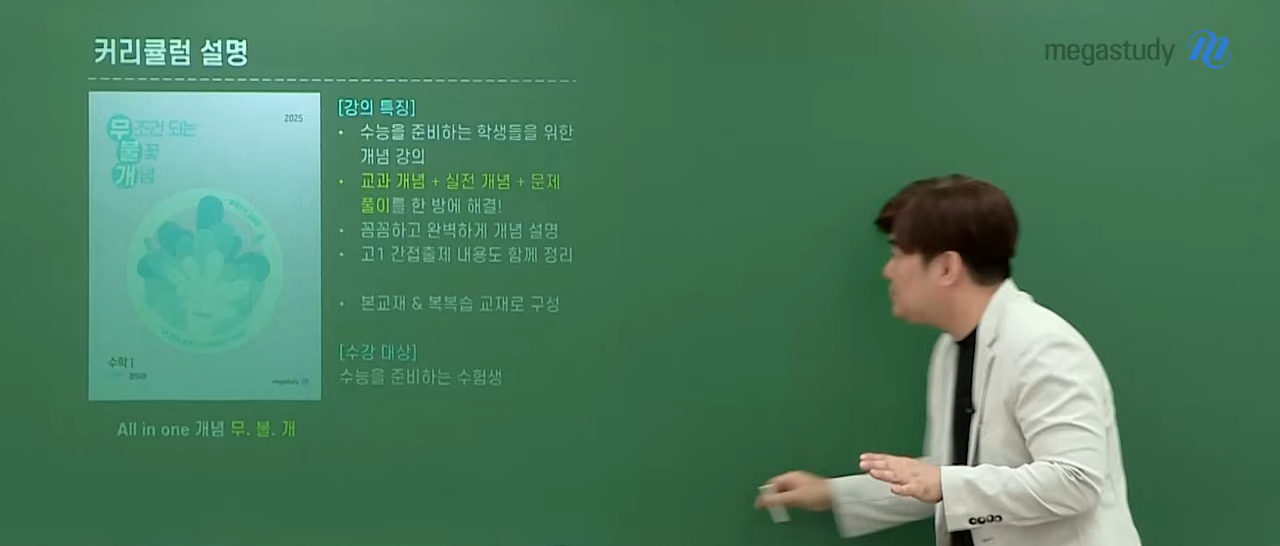 커리큘럼 설명
megastudy
2025
무조건 되는
불꽃
개념
수학 1
megastudy
All in one 개념 무. 불. 개
[강의 특징]
• 수능을 준비하는 학생들을 위한
개념 강의
• 교과 개념 + 실전 개념 + 문제
풀이를 한 방에 해결!
• 꼼꼼하고 완벽하게 개념 설명
• 고1 간접출제 내용도 함께 정리
• 본교재 & 복복습 교재로 구성
[수강 대상]
수능을 준비하는 수험생